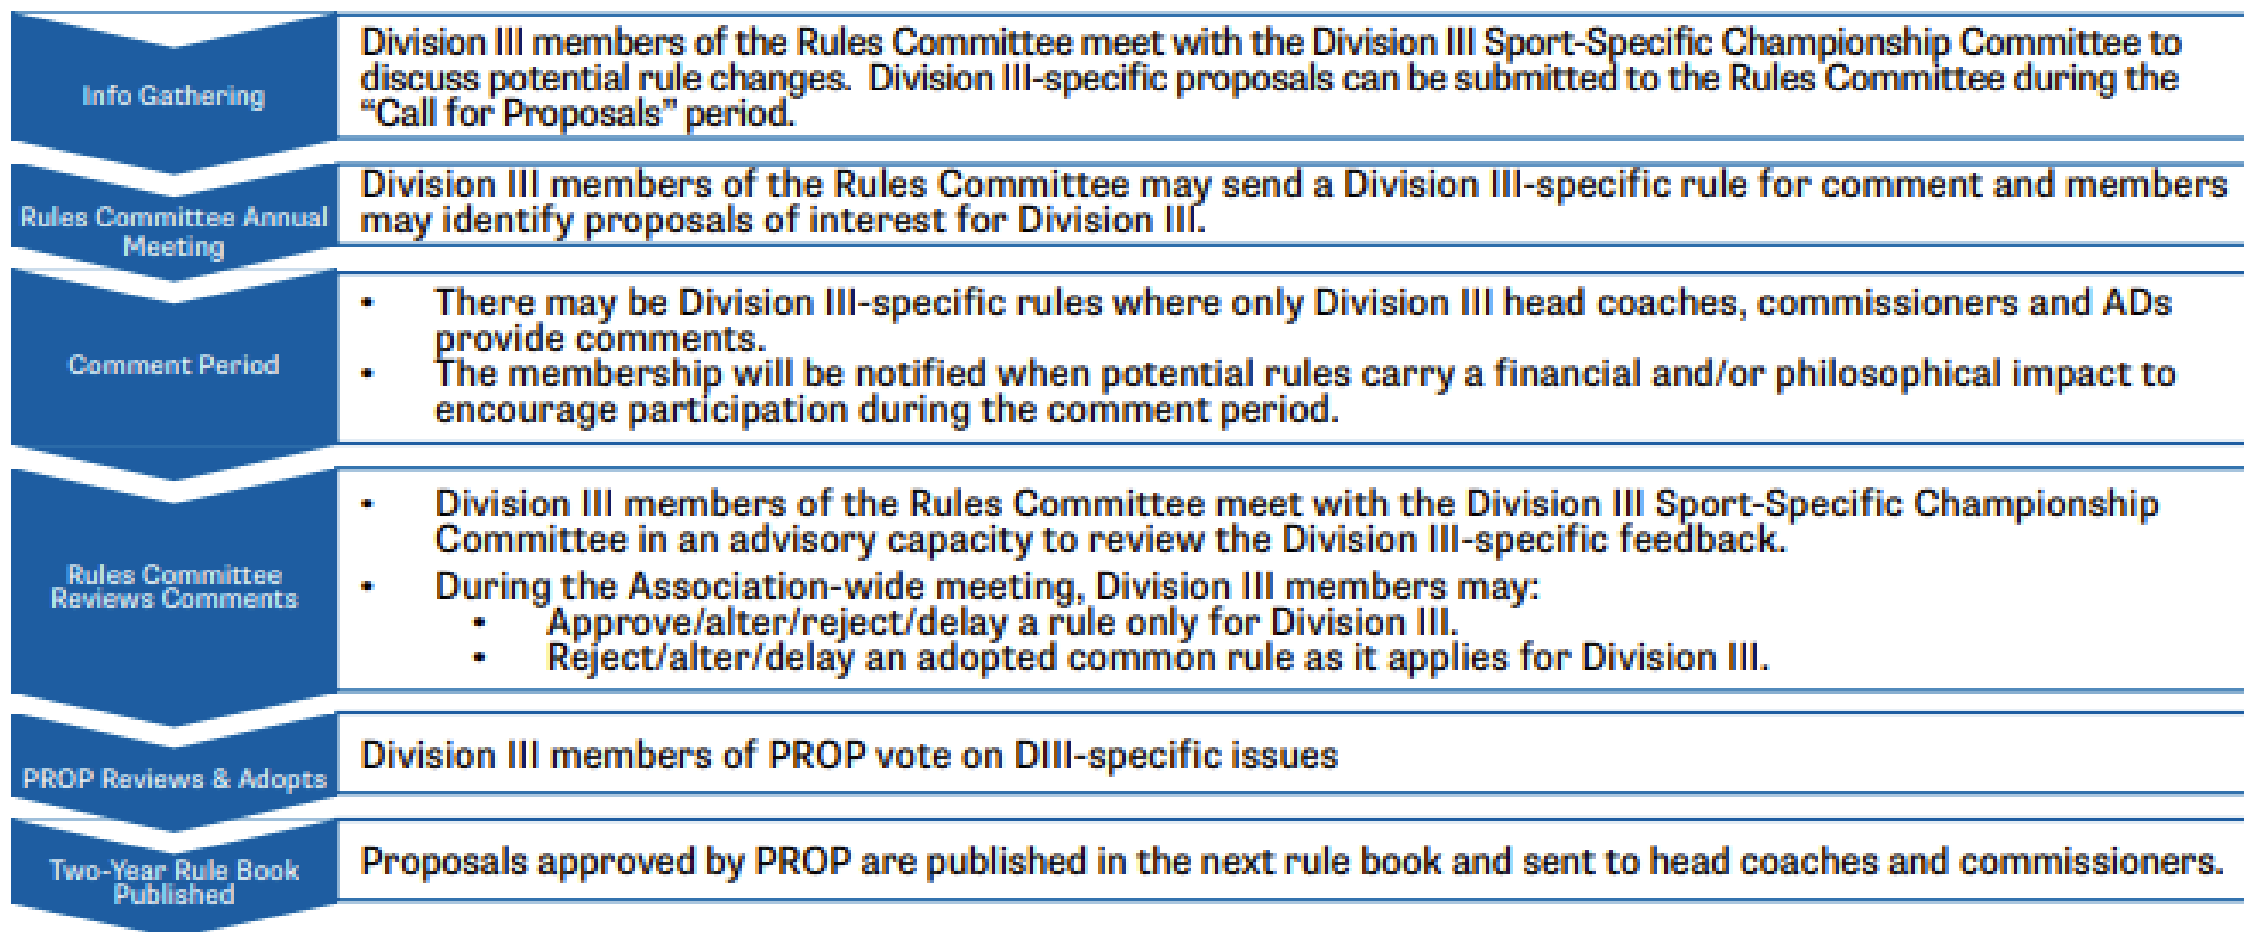 Info Gathering
Division III members of the Rules Committee meet with the Division III Sport-Specific Championship Committee to
discuss potential rule changes.  Division III-specific proposals can be submitted to the Rules Committee during the
“Call for Proposals” period.
Rules Committee Annual
Meeting
Division III members of the Rules Committee may send a Division III-specific rule for comment and members
may identify proposals of interest for Division III.
Comment Period
• There may be Division III-specific rules where only Division III head coaches, commissioners and ADs
provide comments.
• The membership will be notified when potential rules carry a financial and/or philosophical impact to
encourage participation during the comment period.
Rules Committee
Reviews Comments
• Division III members of the Rules Committee meet with the Division III Sport-Specific Championship
Committee in an advisory capacity to review the Division III-specific feedback.
• During the Association-wide meeting, Division III members may:
• Approve/alter/reject/delay a rule only for Division III.
• Reject/alter/delay an adopted common rule as it applies for Division III.
PROP Reviews & Adopts
Division III members of PROP vote on DIII-specific issues
Two-Year Rule Book
Published
Proposals approved by PROP are published in the next rule book and sent to head coaches and commissioners.